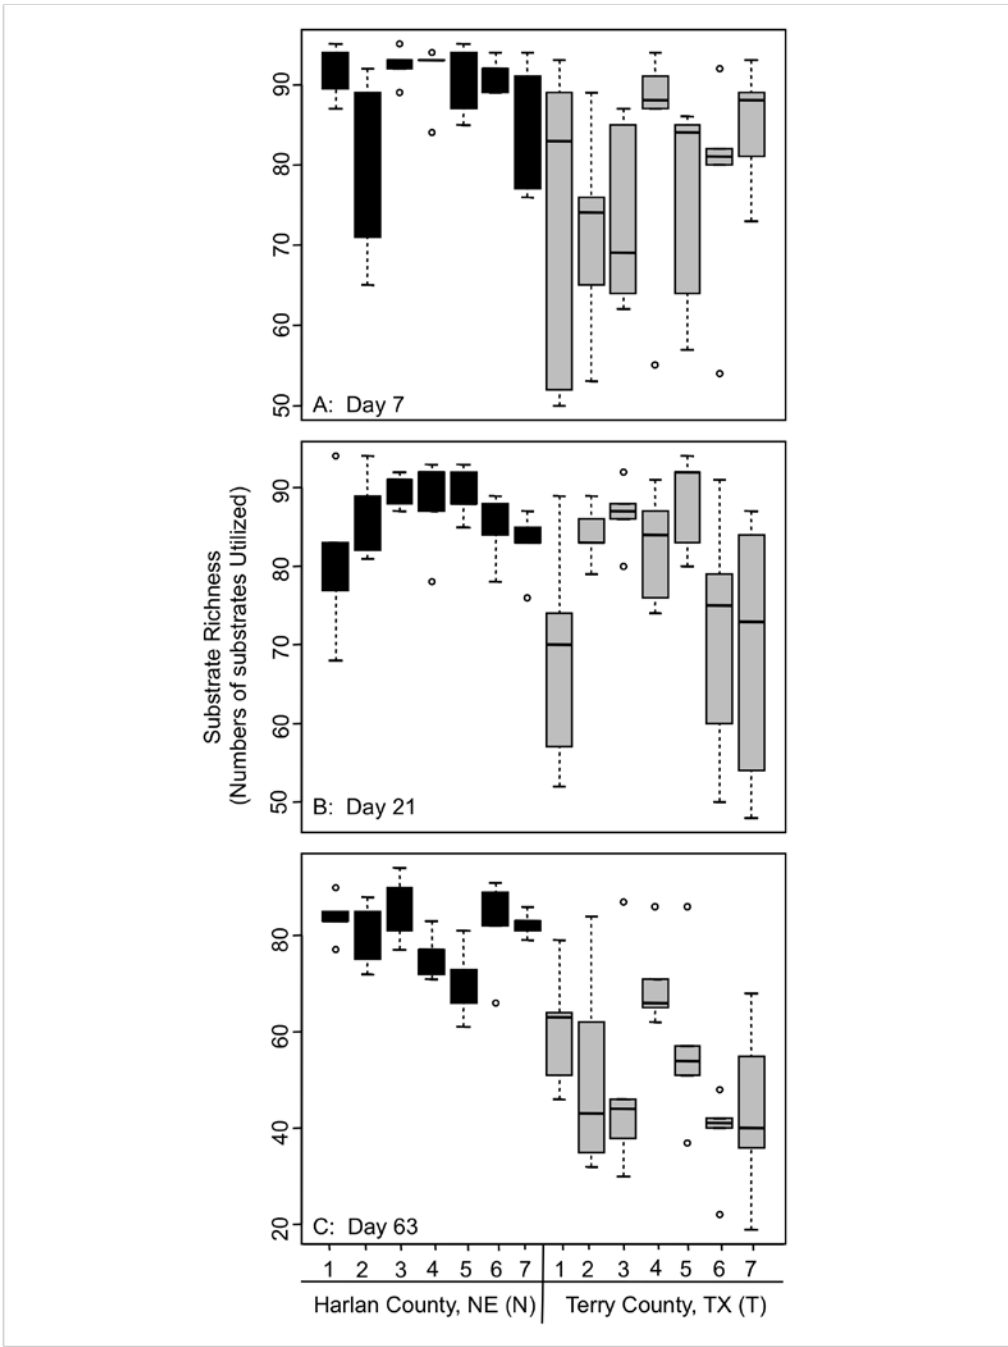 90
80
70
60
50
A: Day 7
Substrate Richness
(Numbers of substrates Utilized)
90
80
70
60
50
B: Day 21
80
60
40
20
C: Day 63
1 2 3 4 5 6 7 1 2 3 4 5 6 7
Harlan County, NE (N) Terry County, TX (T)